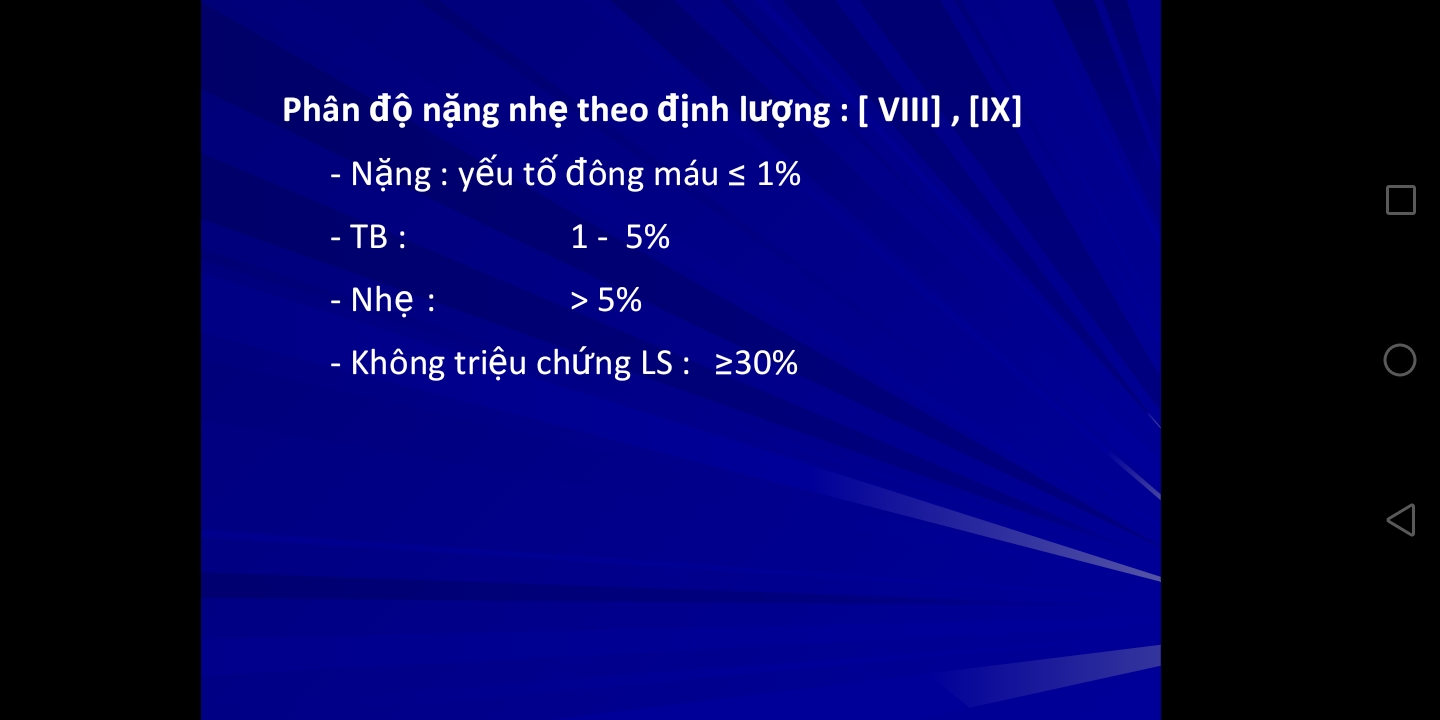 Phân độ nặng nhẹ theo định lượng : [ VIII] , [IX]
- Nặng : yếu tố đông máu ≤ 1%
- TB : 1 - 5%
- Nhẹ : > 5%
- Không triệu chứng LS : ≥30%